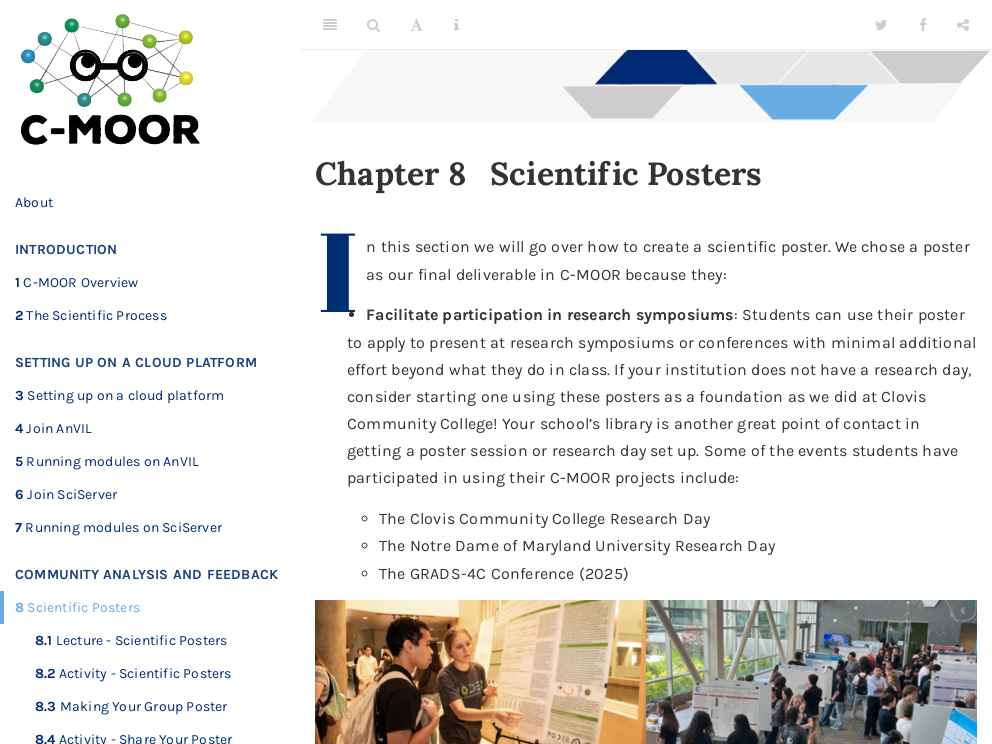 C-MOOR
About
INTRODUCTION
1 C-MOOR Overview
2 The Scientific Process
SETTING UP ON A CLOUD PLATFORM
3 Setting up on a cloud platform
4 Join AnVIL
5 Running modules on AnVIL
6 Join SciServer
7 Running modules on SciServer
COMMUNITY ANALYSIS AND FEEDBACK
8 Scientific Posters
8.1 Lecture - Scientific Posters
8.2 Activity - Scientific Posters
8.3 Making Your Group Poster
8.4 Activity - Share Your Poster
Chapter 8 Scientific Posters
In this section we will go over how to create a scientific poster. We chose a poster
as our final deliverable in C-MOOR because they:
• Facilitate participation in research symposiums: Students can use their poster
to apply to present at research symposiums or conferences with minimal additional
effort beyond what they do in class. If your institution does not have a research day,
consider starting one using these posters as a foundation as we did at Clovis
Community College! Your school’s library is another great point of contact in
getting a poster session or research day set up. Some of the events students have
participated in using their C-MOOR projects include:
◦ The Clovis Community College Research Day
◦ The Notre Dame of Maryland University Research Day
◦ The GRADS-4C Conference (2025)